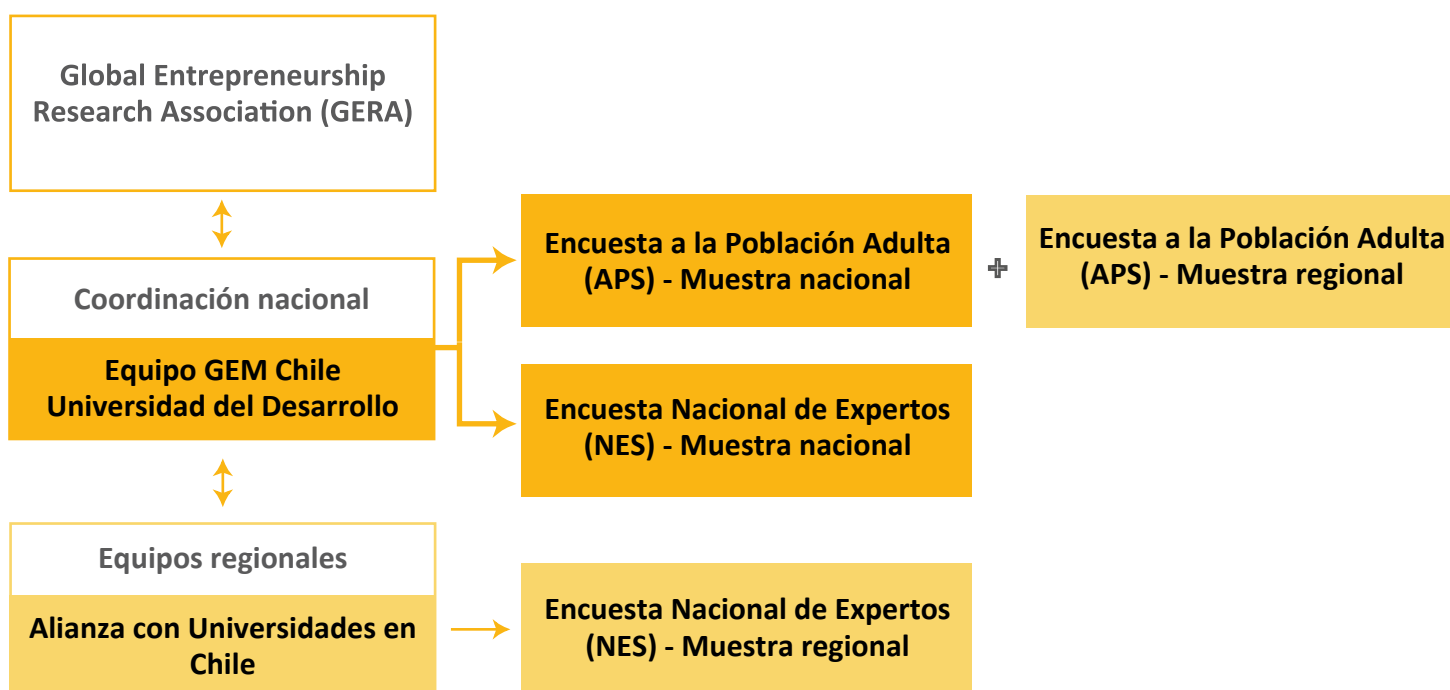 Global Entrepreneurship
Research Association (GERA)
Coordinación nacional
Equipo GEM Chile
Universidad del Desarrollo
Encuesta a la Población Adulta
(APS) - Muestra nacional
+
Encuesta a la Población Adulta
(APS) - Muestra regional
Encuesta Nacional de Expertos
(NES) - Muestra nacional
Equipos regionales
Alianza con Universidades en
Chile
Encuesta Nacional de Expertos
(NES) - Muestra regional